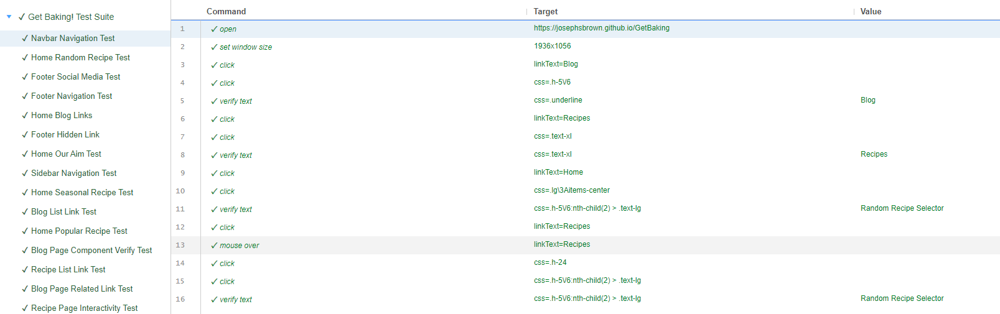 Get Baking! Test Suite
Navbar Navigation Test
Home Random Recipe Test
Footer Social Media Test
Footer Navigation Test
Home Blog Links
Footer Hidden Link
Home Our Aim Test
Sidebar Navigation Test
Home Seasonal Recipe Test
Blog List Link Test
Home Popular Recipe Test
Blog Page Component Verify Test
Recipe List Link Test
Blog Page Related Link Test
Recipe Page Interactivity Test
Command Target Value
1 ✓ open https://josephsbrown.github.io/GetBaking
2 ✓ set window size 1936x1056
3 ✓ click linkText=Blog
4 ✓ click css=.h-5\/6
5 ✓ verify text css=.underline Blog
6 ✓ click linkText=Recipes
7 ✓ click css=.text-xl
8 ✓ verify text css=.text-xl Recipes
9 ✓ click linkText=Home
10 ✓ click css=.lg\3Aitems-center
11 ✓ verify text css=.h-5\/6:nth-child(2) > .text-lg Random Recipe Selector
12 ✓ click linkText=Recipes
13 ✓ mouse over linkText=Recipes
14 ✓ click css=.h-24
15 ✓ click css=.h-5\/6:nth-child(2) > .text-lg
16 ✓ verify text css=.h-5\/6:nth-child(2) > .text-lg Random Recipe Selector